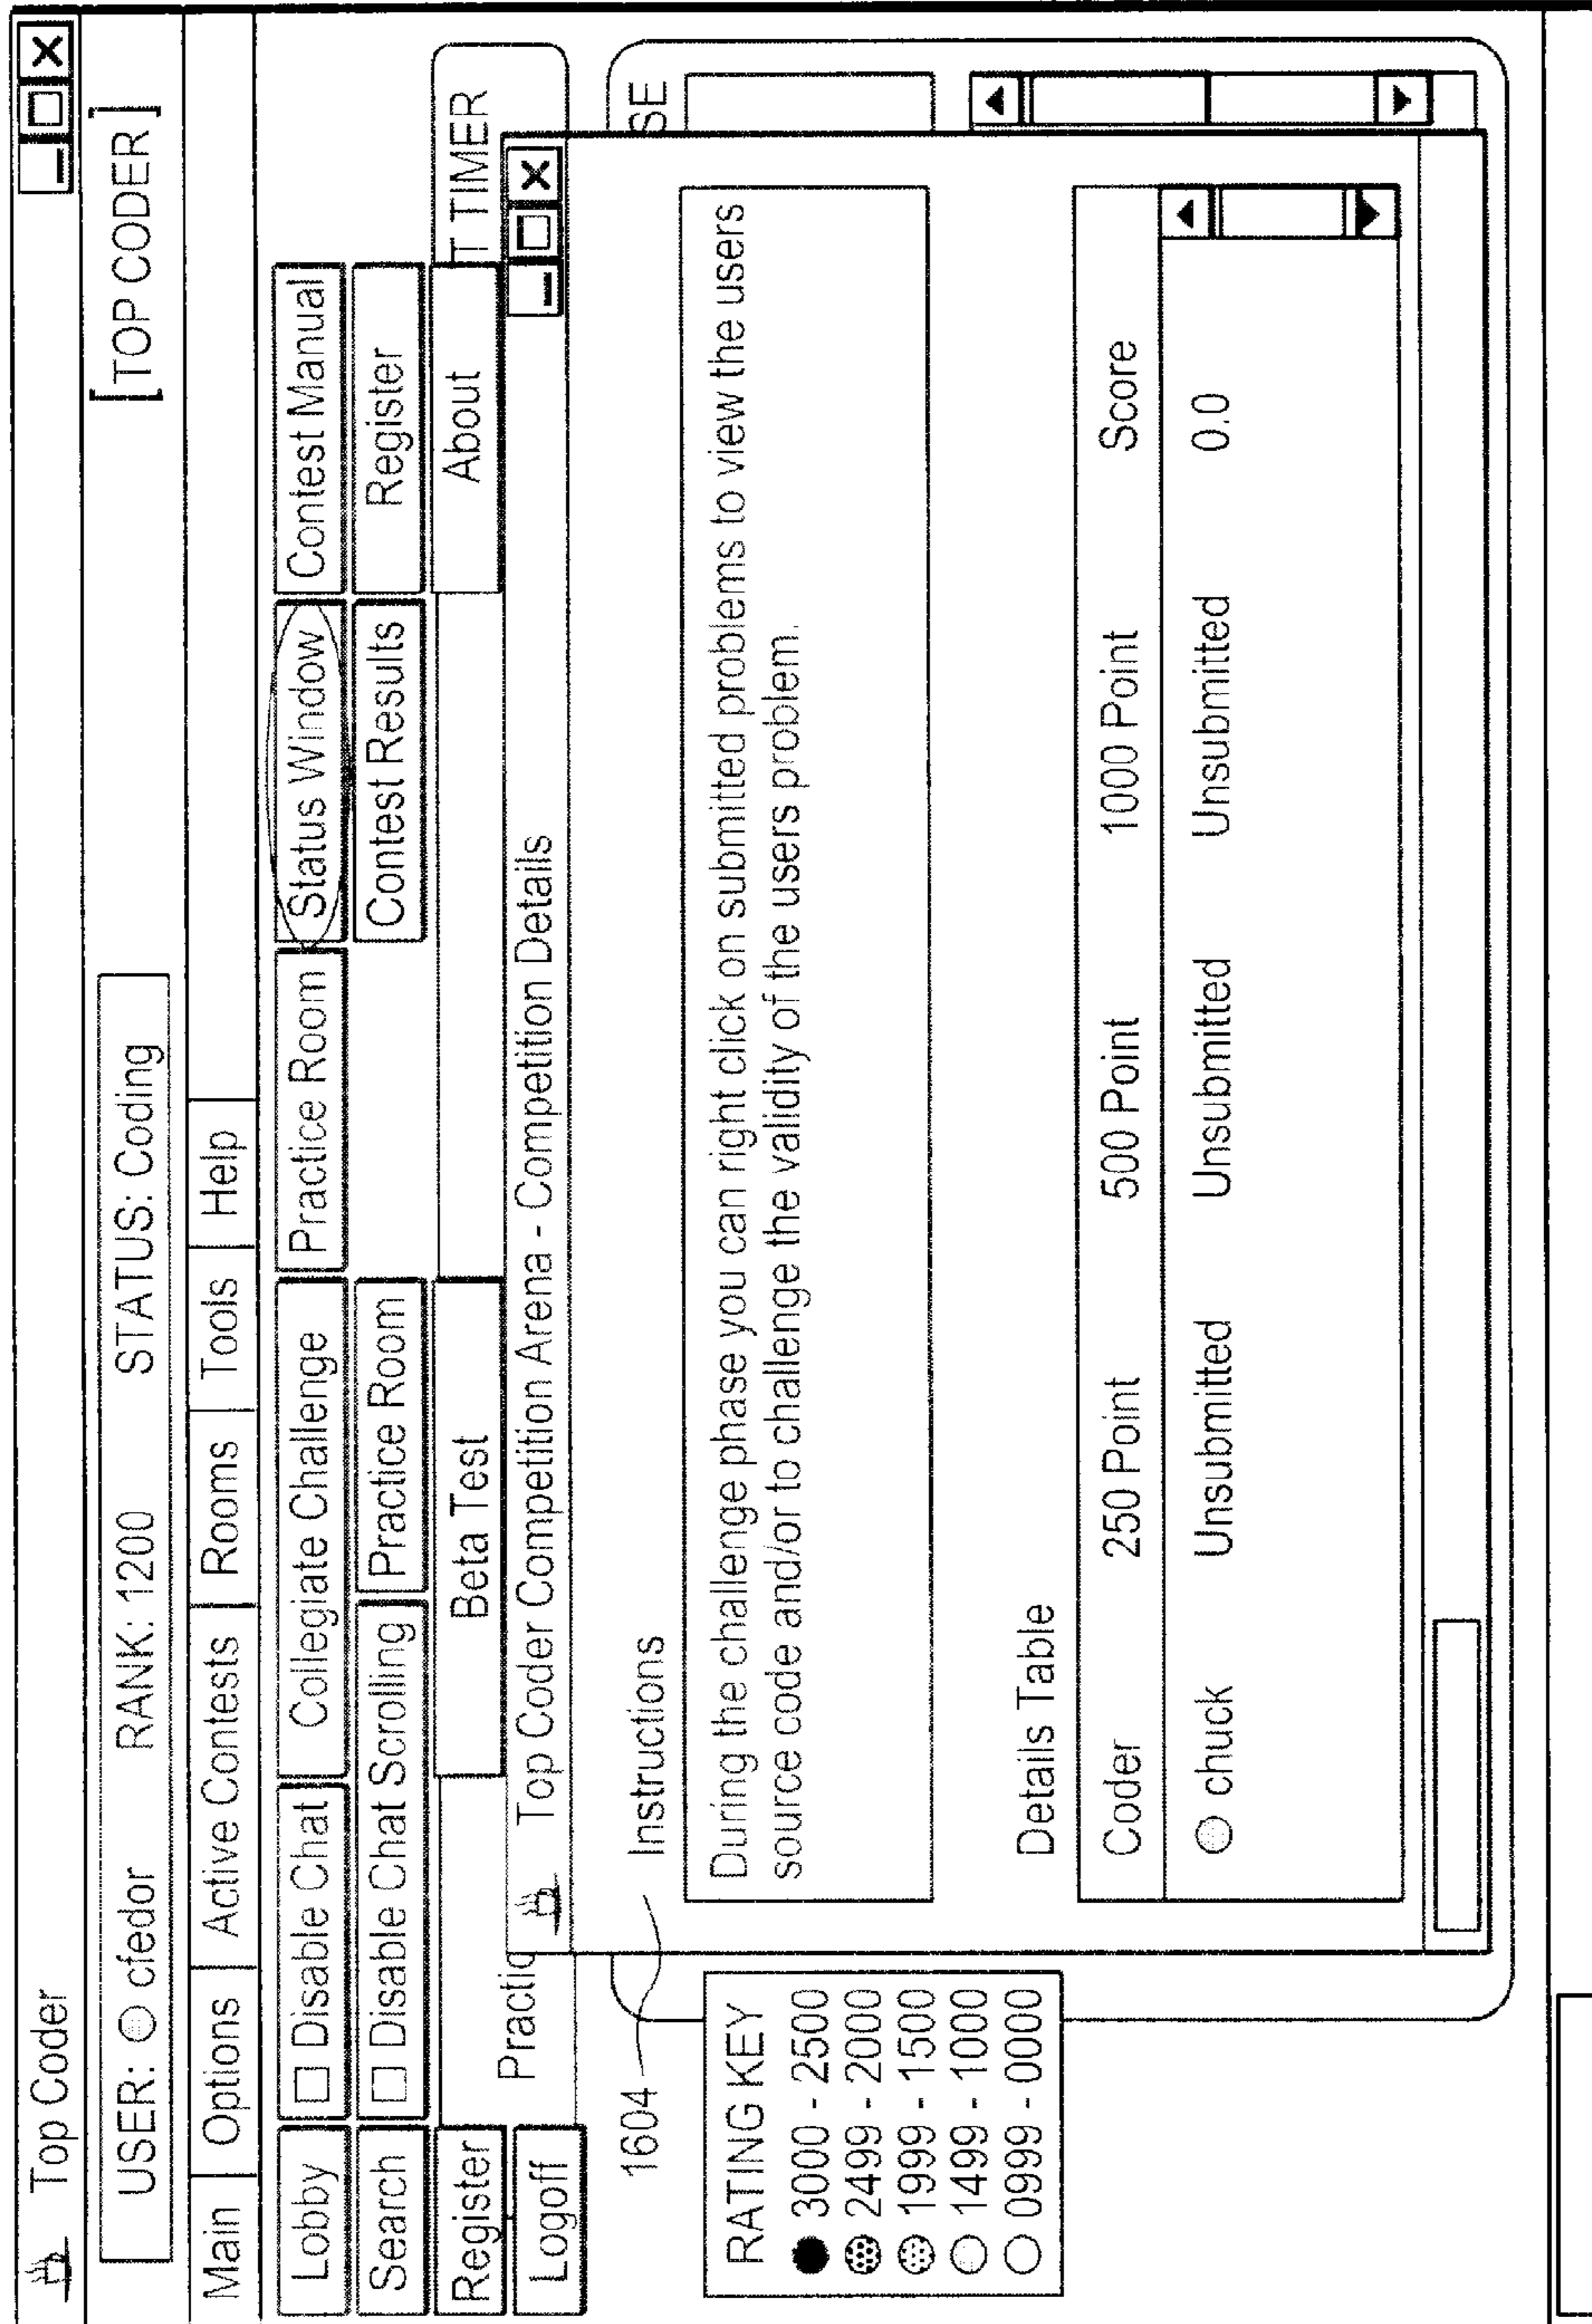 Top Coder
USER: cfedor RANK: 1200 STATUS: Coding [TOP CODER]
Main Options Active Contests Rooms Tools Help
Lobby Disable Chat Collegiate Challenge Practice Room Status Window Contest Manual
Search Disable Chat Scrolling Practice Room Contest Results Register
Register Beta Test About T TIMER
Logoff Practic
Top Coder Competition Arena - Competition Details
1604 Instructions SE
During the challenge phase you can right click on submitted problems to view the users
source code and/or to challenge the validity of the users problem.
RATING KEY
3000 - 2500
2499 - 2000
1999 - 1500
1499 - 1000
0999 - 0000
Details Table
Coder 250 Point 500 Point 1000 Point Score
chuck Unsubmitted Unsubmitted Unsubmitted 0.0